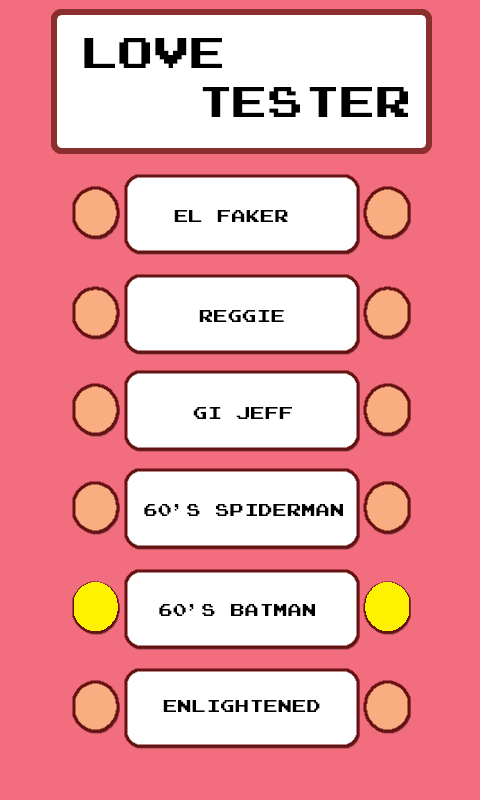 LOVE
TESTER
EL FAKER
REGGIE
GI JEFF
60'S SPIDERMAN
60'S BATMAN
ENLIGHTENED